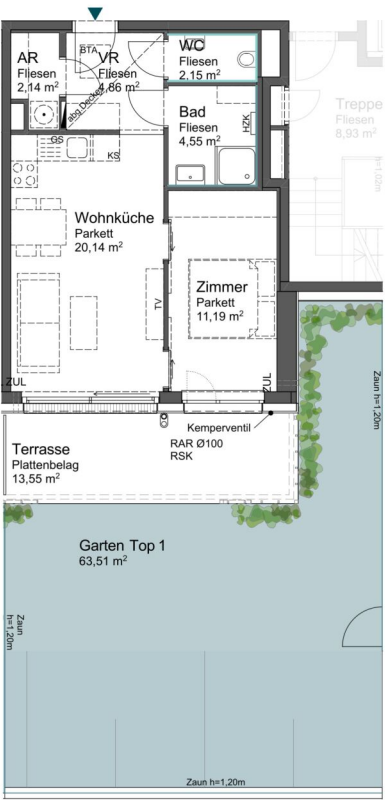 BTA
AR
Fliesen
2,14 m²
VR
Fliesen
4,86 m²
abg.Decke
WC
Fliesen
2,15 m²
Bad
Fliesen
4,55 m²
HZK
Treppe
Fliesen
8,93 m²
h=1,02m
GS
KS
Wohnküche
Parkett
20,14 m²
TV
Zimmer
Parkett
11,19 m²
ZUL
ZUL
Kemperventil
RAR Ø100
RSK
Terrasse
Plattenbelag
13,55 m²
Zaun h=1,20m
Garten Top 1
63,51 m²
Zaun
h=1,20m
Zaun h=1,20m